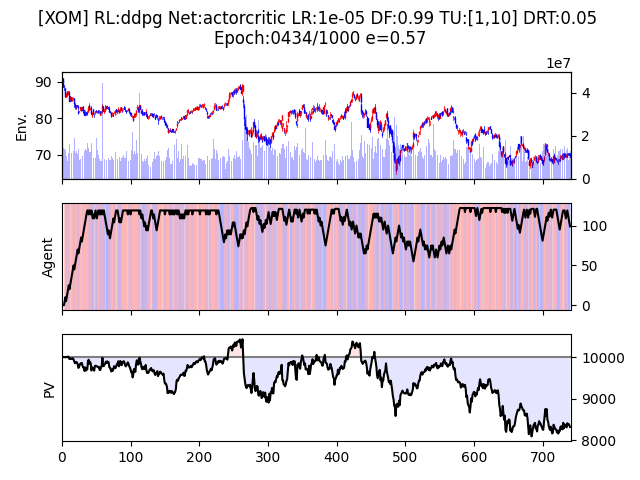 [XOM] RL:ddpg Net:actorcritic LR:1e-05 DF:0.99 TU:[1,10] DRT:0.05
Epoch:0434/1000 e=0.57
1e7
90
80
70
Env.
4
2
0
Agent
100
50
0
PV
10000
9000
8000
0 100 200 300 400 500 600 700